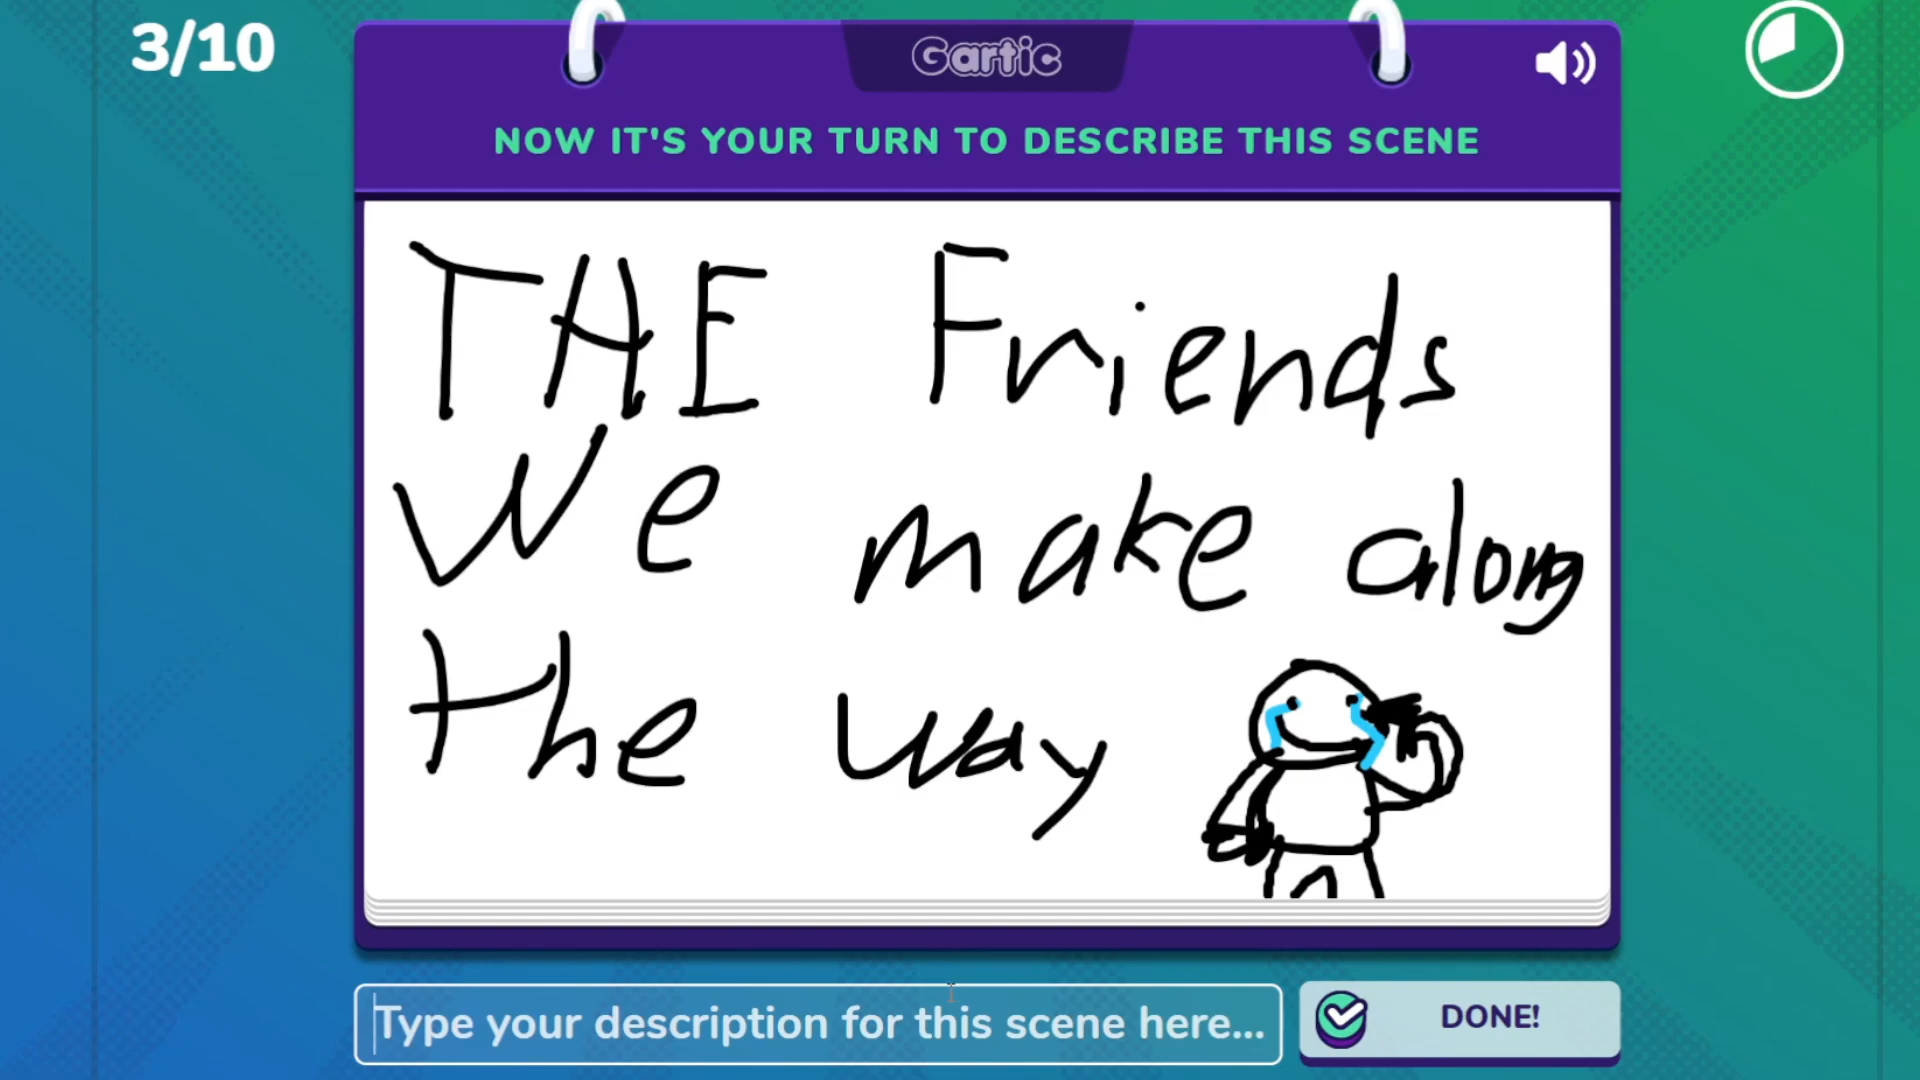 3/10
Gartic
NOW IT'S YOUR TURN TO DESCRIBE THIS SCENE
THE Friends
We make along
the way
Type your description for this scene here...
DONE!